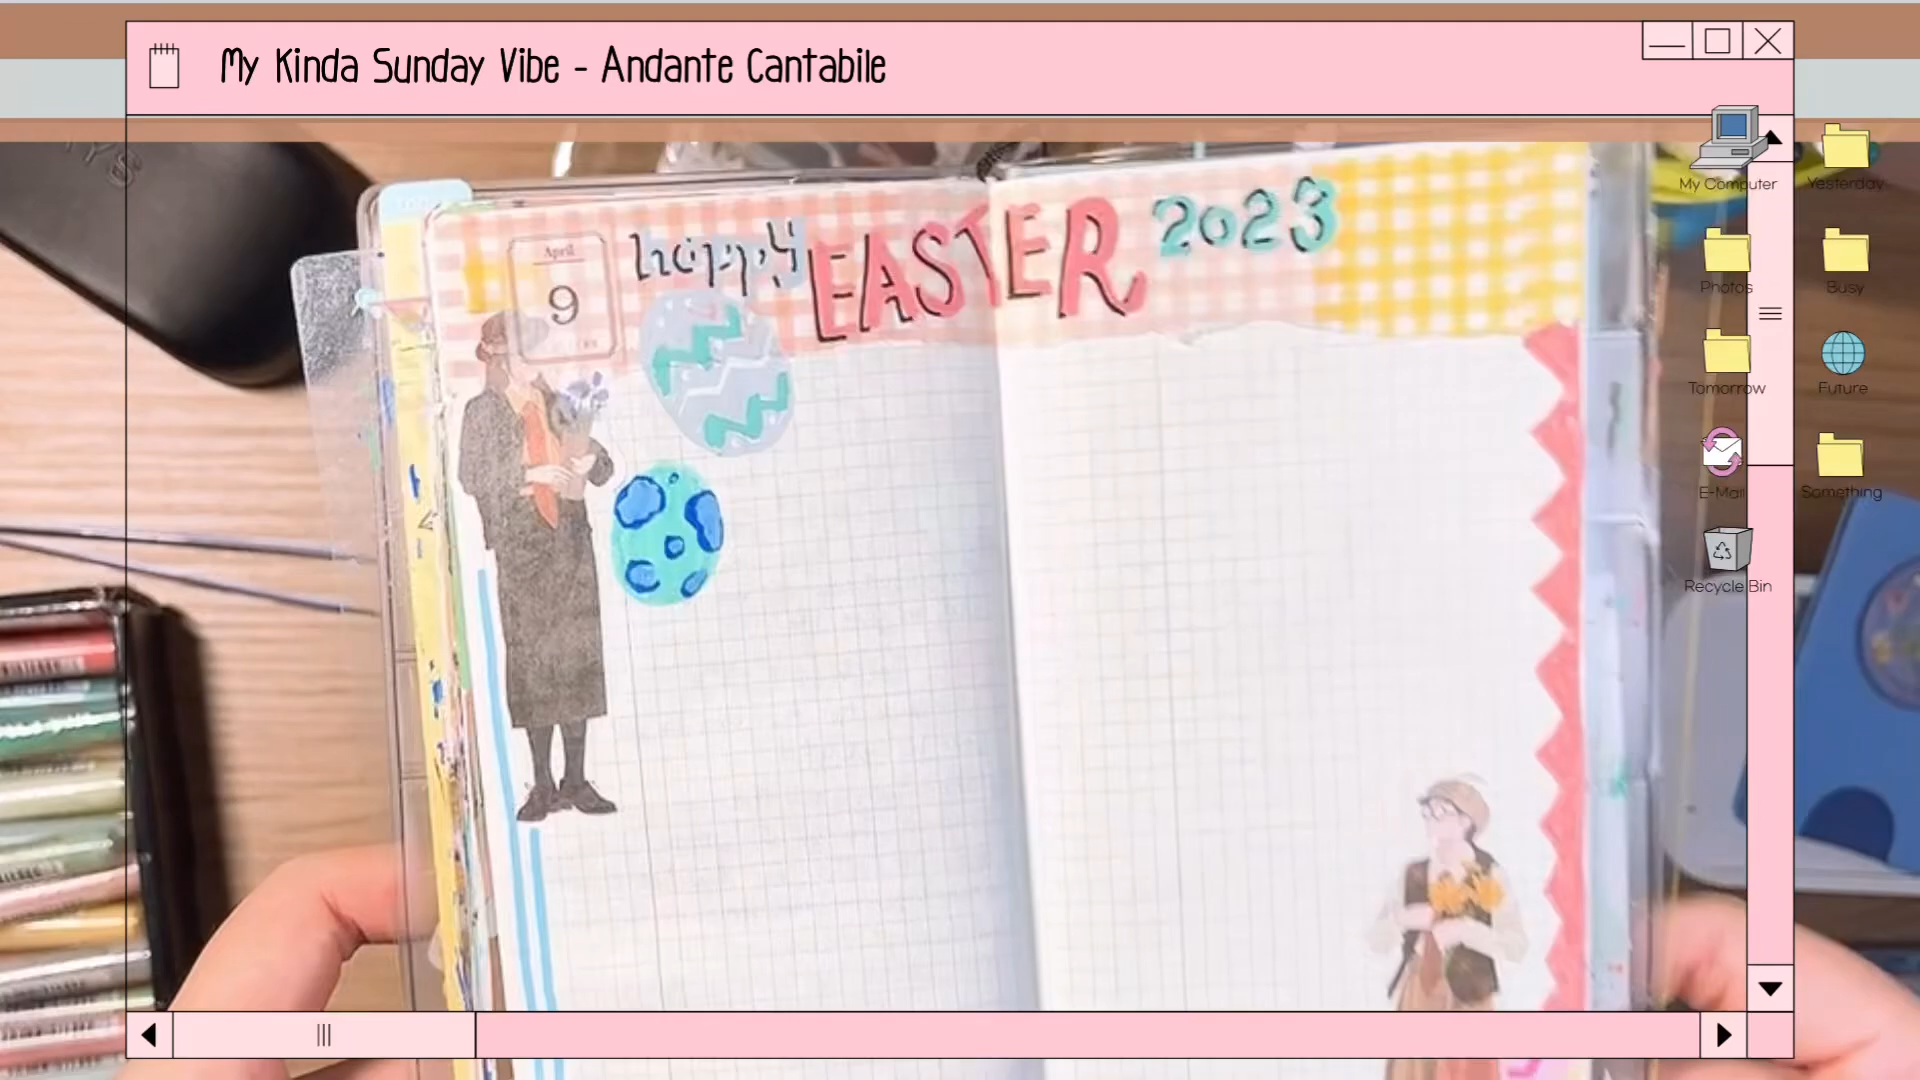 My Kinda Sunday Vibe - Andante Cantabile
April
9
happy EASTER 2023
My Computer
Yesterday
Photos
Busy
Tomorrow
Future
E-Mail
Something
Recycle Bin